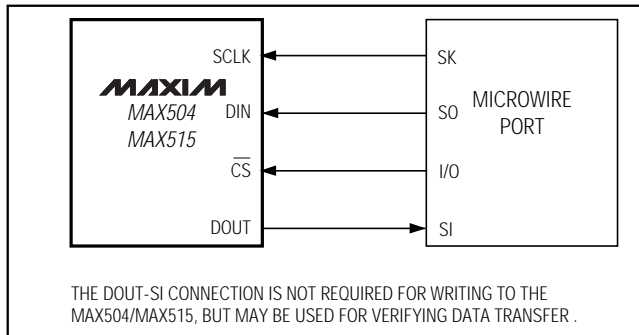 SCLK
SK
MAXIM
MAX504
MAX515
DIN
SO
MICROWIRE
PORT
CS
I/O
DOUT
SI
THE DOUT-SI CONNECTION IS NOT REQUIRED FOR WRITING TO THE
MAX504/MAX515, BUT MAY BE USED FOR VERIFYING DATA TRANSFER .